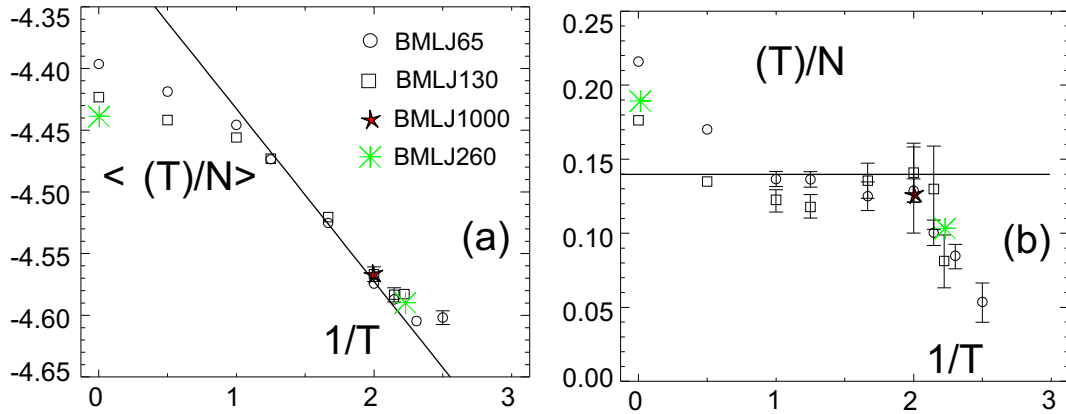 -4.35
-4.40
-4.45
-4.50
-4.55
-4.60
-4.65
0
1
2
3
BMLJ65
BMLJ130
BMLJ1000
BMLJ260
< (T)/N>
(a)
1/T
0.25
0.20
0.15
0.10
0.05
0.00
0
1
2
3
(T)/N
(b)
1/T